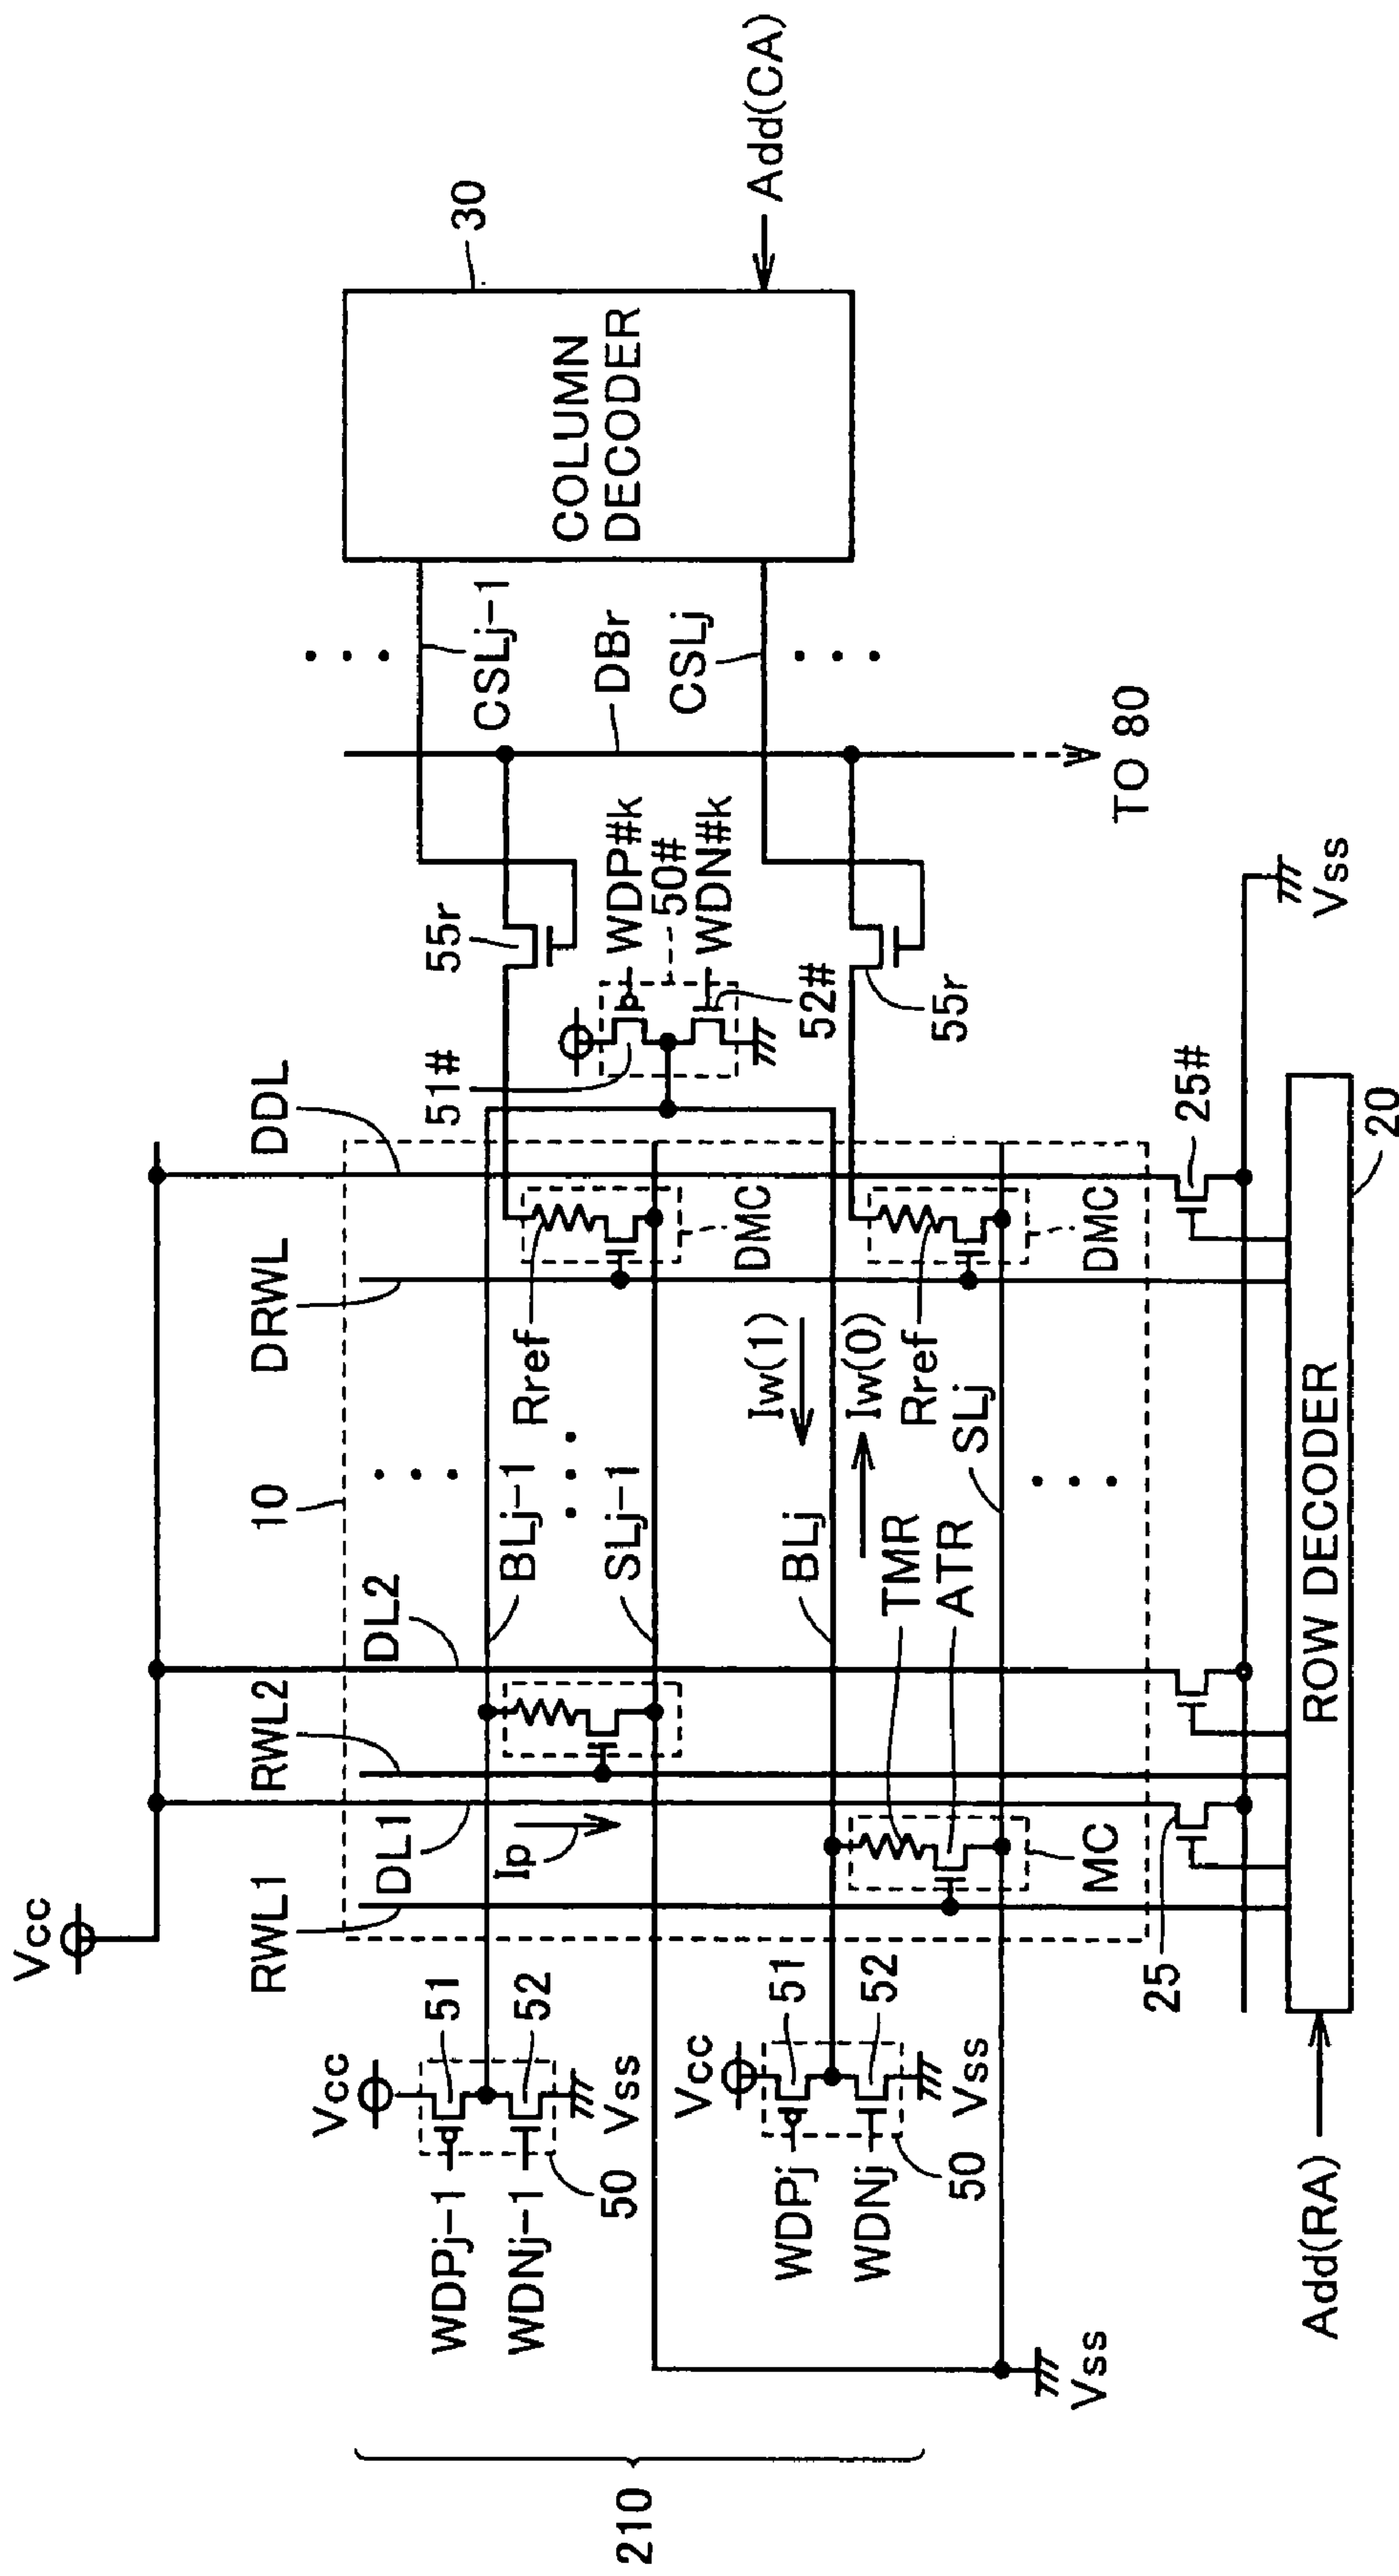 Vcc
RWL1
DL1
RWL2
DL2
10
DRWL
DDL
Ip
BLj-1
SLj-1
Rref
DMC
51#
55r
WDP#k
50#
WDN#k
52#
CSLj-1
DBr
CSLj
30
COLUMN
DECODER
Add(CA)
Vcc
51
52
Vss
WDPj-1
WDNj-1
50
210
Vcc
51
52
Vss
WDPj
WDNj
50
BLj
Iw(1)
Iw(0)
TMR
ATR
SLj
Rref
DMC
55r
MC
TO 80
Vss
25
25#
Vss
Add(RA)
ROW DECODER
20